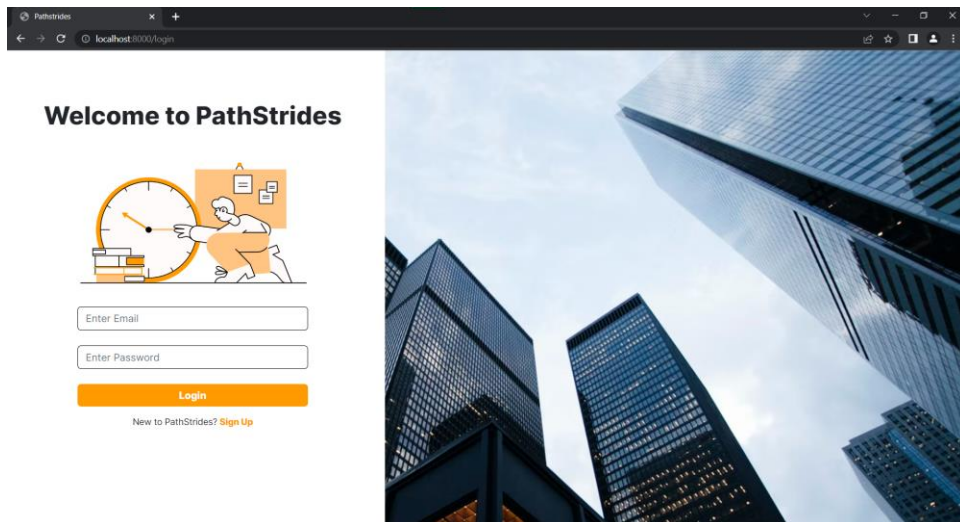 Pathstrides
localhost:8000/login
Welcome to PathStrides
Enter Email
Enter Password
Login
New to PathStrides? Sign Up